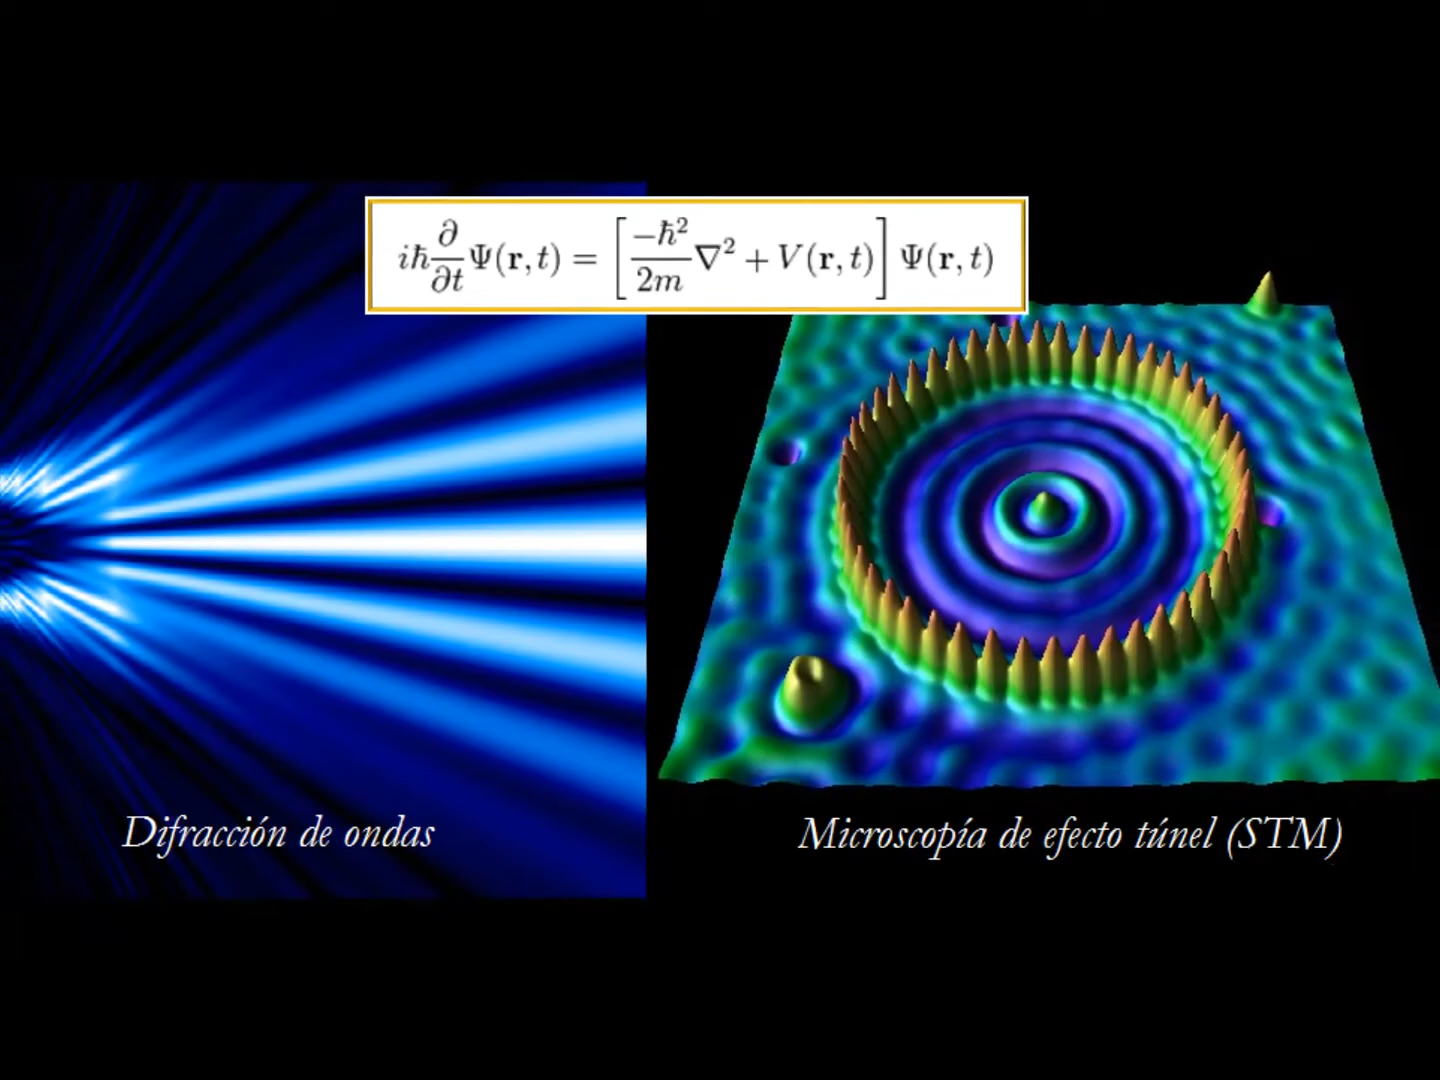 iħ ∂/∂t Ψ(r, t) = [ −ħ²/2m ∇² + V(r, t) ] Ψ(r, t)
Difracción de ondas
Microscopía de efecto túnel (STM)